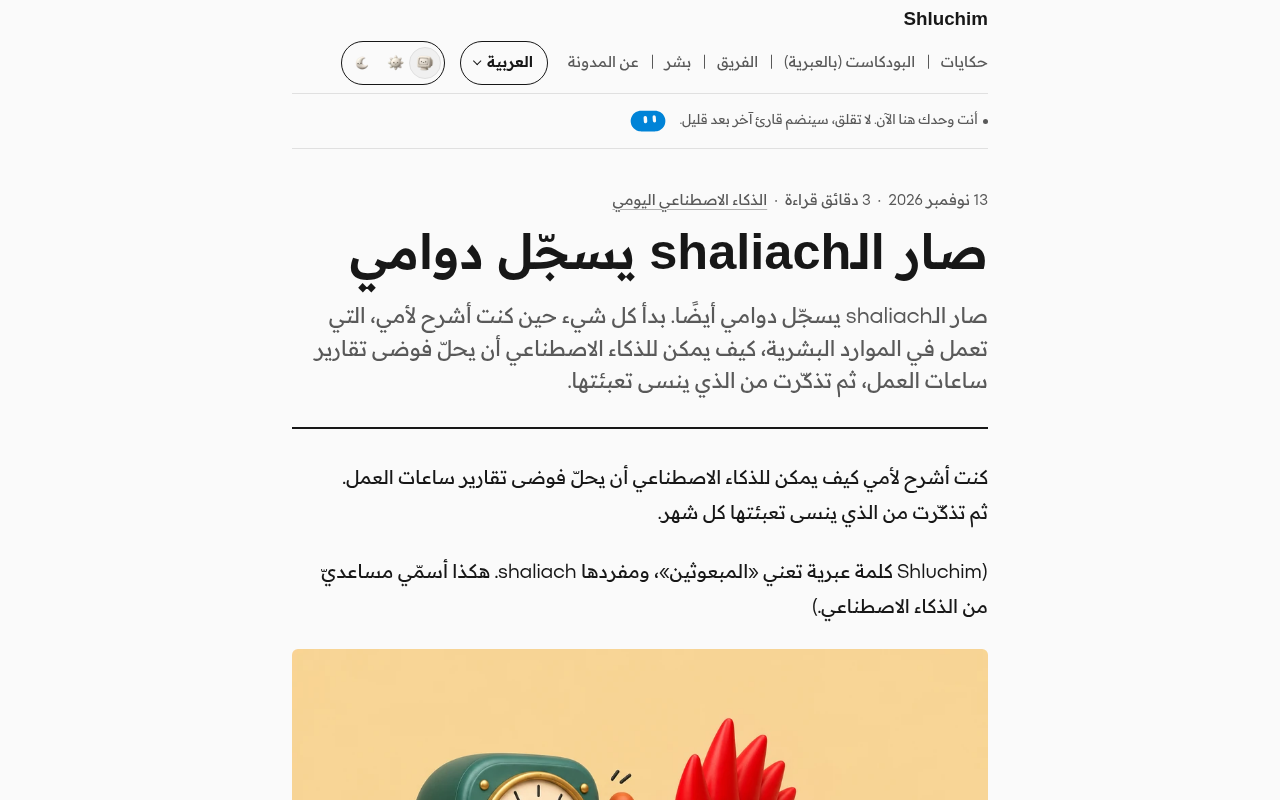 Shluchim
حكايات
البودكاست (بالعبرية)
الفريق
بشر
عن المدونة
العربية
أنت وحدك هنا الآن. لا تقلق، سينضم قارئ آخر بعد قليل.
13 نوفمبر 2026 · 3 دقائق قراءة · الذكاء الاصطناعي اليومي
صار الـshaliach يسجّل دوامي
صار الـshaliach يسجّل دوامي أيضًا. بدأ كل شيء حين كنت أشرح لأمي، التي
تعمل في الموارد البشرية، كيف يمكن للذكاء الاصطناعي أن يحلّ فوضى تقارير
ساعات العمل، ثم تذكّرت من الذي ينسى تعبئتها.
كنت أشرح لأمي كيف يمكن للذكاء الاصطناعي أن يحلّ فوضى تقارير ساعات العمل.
ثم تذكّرت من الذي ينسى تعبئتها كل شهر.
(Shluchim كلمة عبرية تعني «المبعوثين»، ومفردها shaliach. هكذا أسمّي مساعديّ
من الذكاء الاصطناعي.)